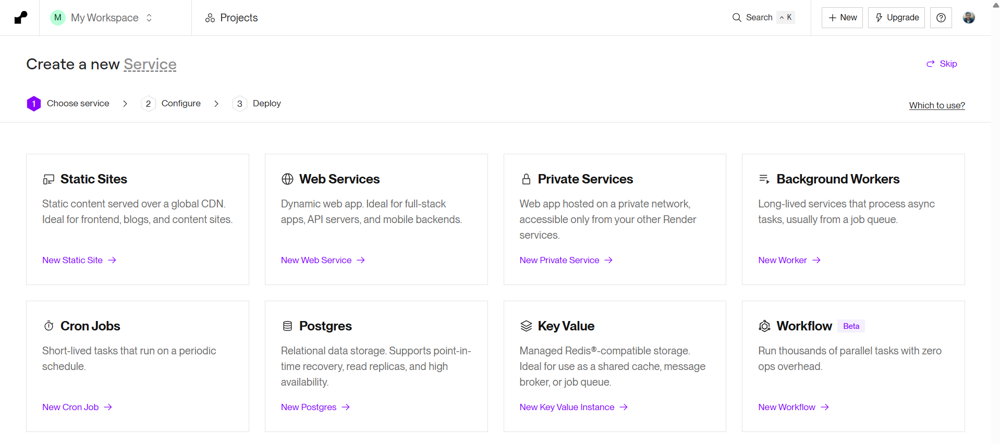 M My Workspace
Projects
Search ^ K
+ New
Upgrade
?
Create a new Service
Skip
1 Choose service > 2 Configure > 3 Deploy
Which to use?
Static Sites
Static content served over a global CDN.
Ideal for frontend, blogs, and content sites.
New Static Site →
Web Services
Dynamic web app. Ideal for full-stack
apps, API servers, and mobile backends.
New Web Service →
Private Services
Web app hosted on a private network,
accessible only from your other Render
services.
New Private Service →
Background Workers
Long-lived services that process async
tasks, usually from a job queue.
New Worker →
Cron Jobs
Short-lived tasks that run on a periodic
schedule.
New Cron Job →
Postgres
Relational data storage. Supports point-in-
time recovery, read replicas, and high
availability.
New Postgres →
Key Value
Managed Redis®-compatible storage.
Ideal for use as a shared cache, message
broker, or job queue.
New Key Value Instance →
Workflow Beta
Run thousands of parallel tasks with zero
ops overhead.
New Workflow →